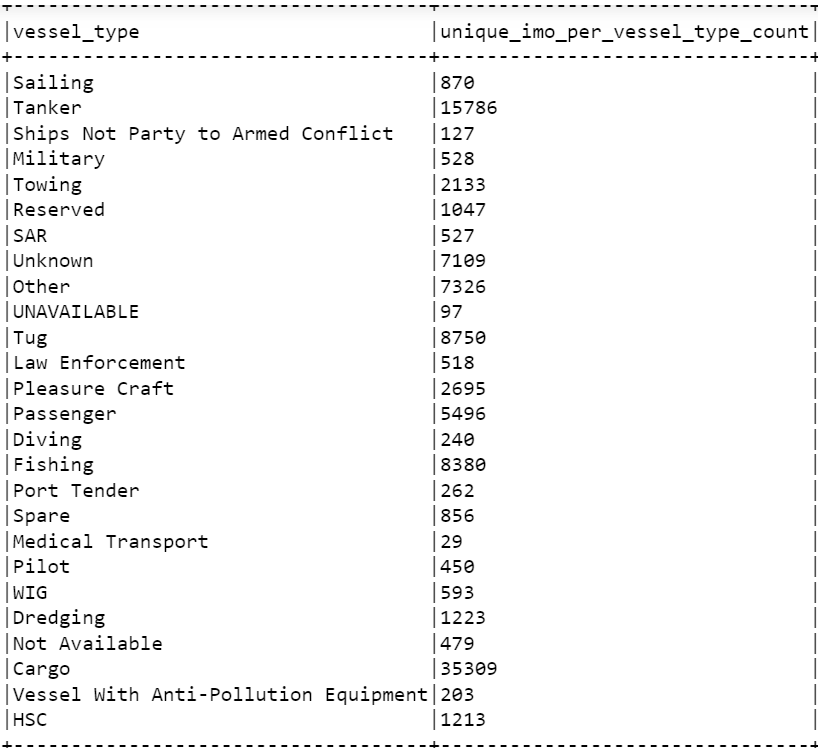 +------------------------------------+--------------------------------+
|vessel_type                         |unique_imo_per_vessel_type_count|
+------------------------------------+--------------------------------+
|Sailing                             |870                             |
|Tanker                              |15786                           |
|Ships Not Party to Armed Conflict   |127                             |
|Military                            |528                             |
|Towing                              |2133                            |
|Reserved                            |1047                            |
|SAR                                 |527                             |
|Unknown                             |7109                            |
|Other                               |7326                            |
|UNAVAILABLE                         |97                              |
|Tug                                 |8750                            |
|Law Enforcement                     |518                             |
|Pleasure Craft                      |2695                            |
|Passenger                           |5496                            |
|Diving                              |240                             |
|Fishing                             |8380                            |
|Port Tender                         |262                             |
|Spare                               |856                             |
|Medical Transport                   |29                              |
|Pilot                               |450                             |
|WIG                                 |593                             |
|Dredging                            |1223                            |
|Not Available                       |479                             |
|Cargo                               |35309                           |
|Vessel With Anti-Pollution Equipment|203                             |
|HSC                                 |1213                            |
+------------------------------------+--------------------------------+